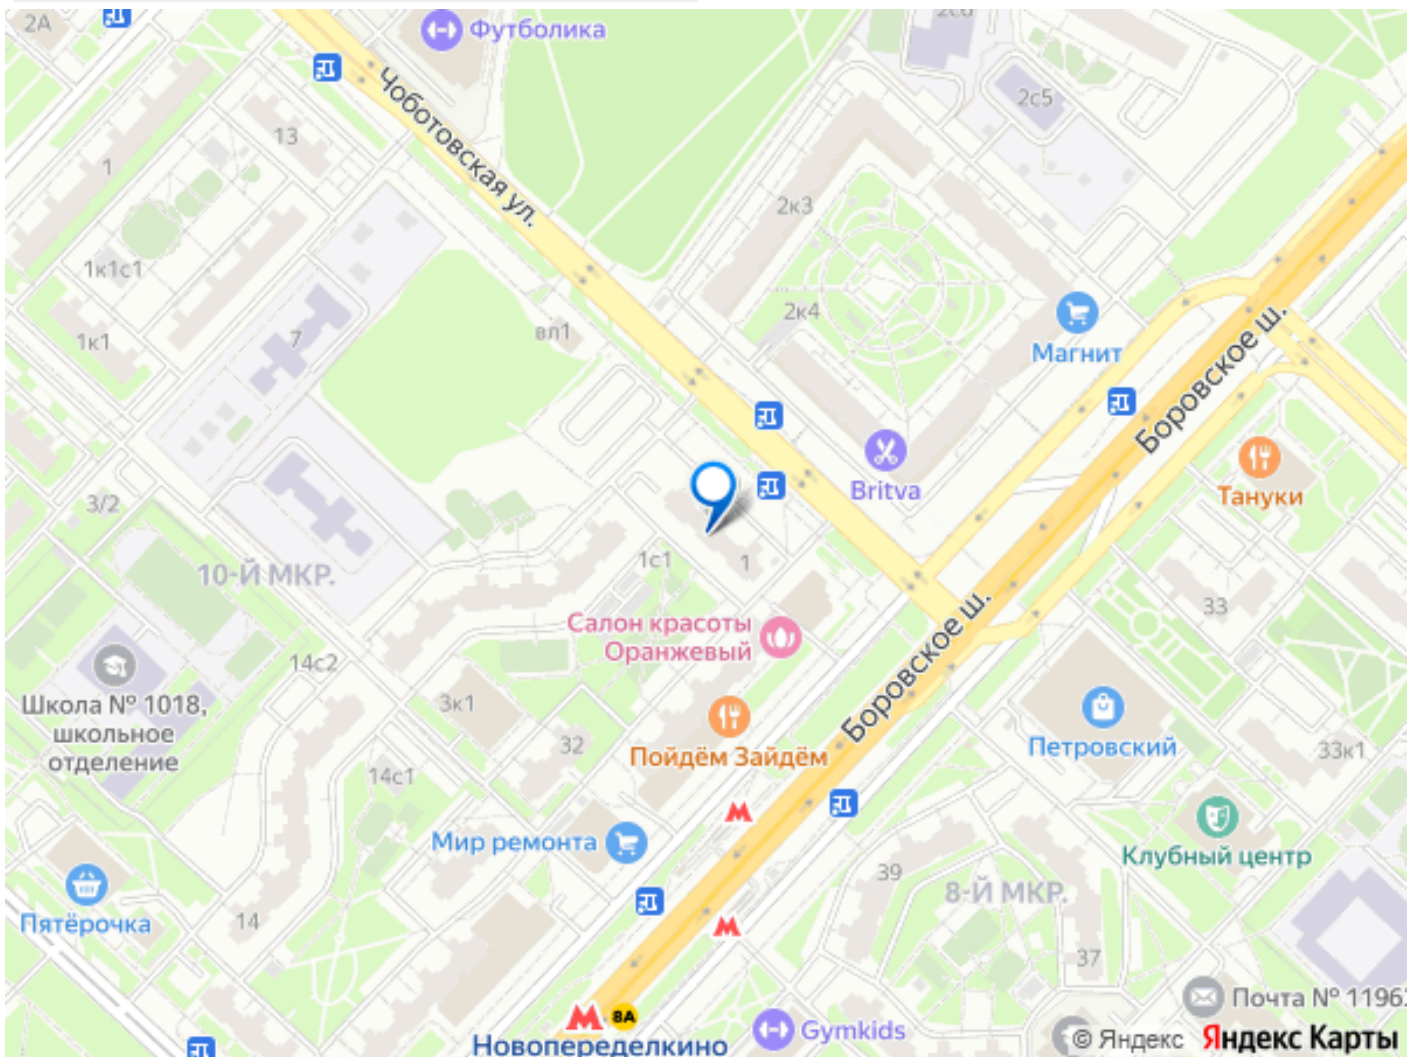 2А
Футболика
2с6
Чоботовская ул.
13
2с5
1
2к3
1к1с1
2к4
вл1
7
1к1
Магнит
Боровское ш.
Britva
Тануки
3/2
1с1
1
10-Й МКР.
33
Салон красоты
Оранжевый
Боровское ш.
14с2
Школа № 1018,
школьное
отделение
3к1
32
Пойдём Зайдём
Петровский
33к1
14с1
Мир ремонта
Клубный центр
39
8-Й МКР.
Пятёрочка
14
37
Почта № 1196
8А
Новопеределкино
Gymkids
© Яндекс Яндекс Карты